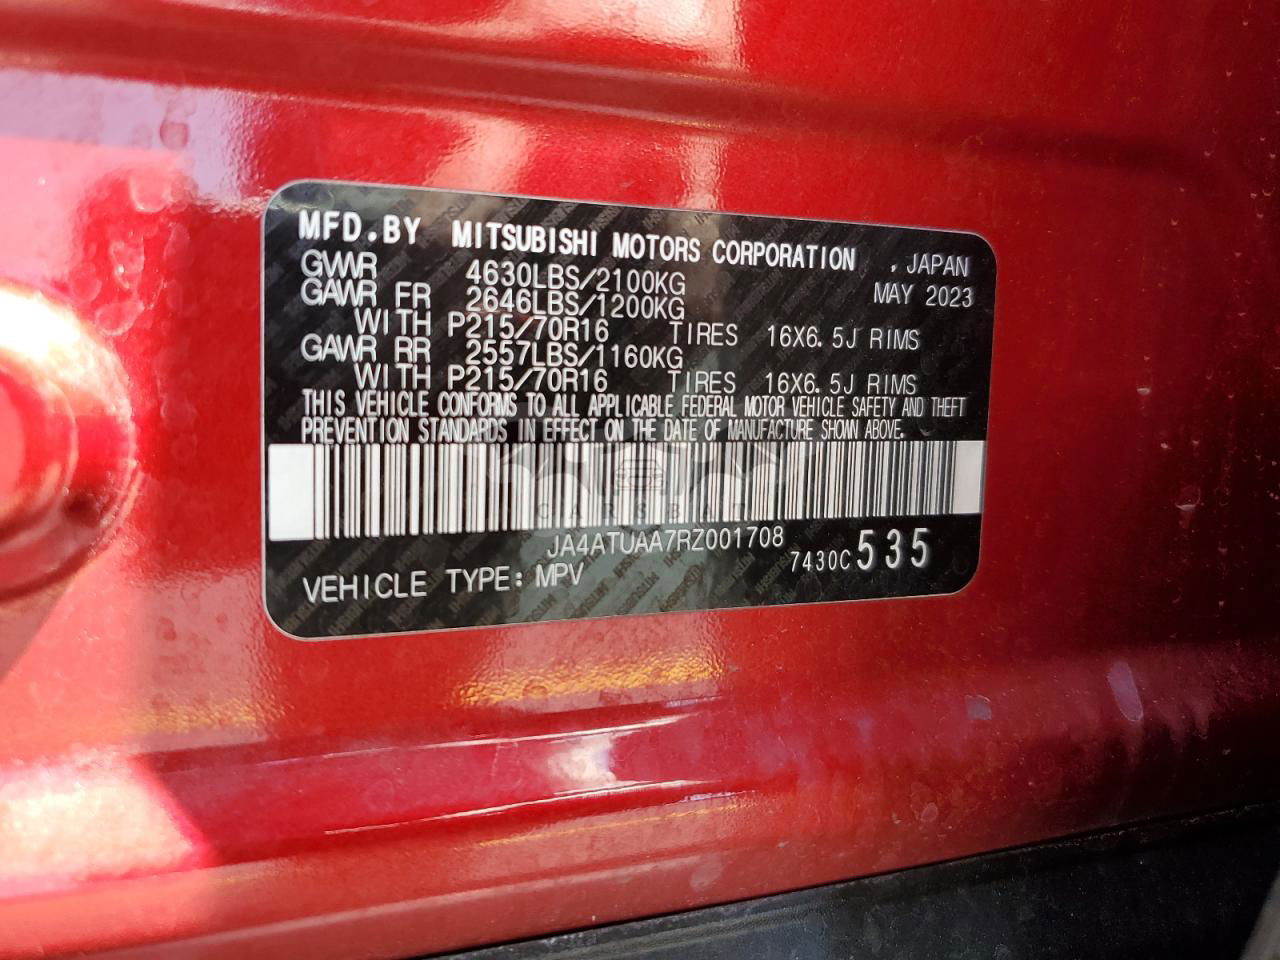 MFD.BY MITSUBISHI MOTORS CORPORATION , JAPAN
GVWR 4630LBS/2100KG MAY 2023
GAWR FR 2646LBS/1200KG
WITH P215/70R16 TIRES 16X6.5J RIMS
GAWR RR 2557LBS/1160KG
WITH P215/70R16 TIRES 16X6.5J RIMS
THIS VEHICLE CONFORMS TO ALL APPLICABLE FEDERAL MOTOR VEHICLE SAFETY AND THEFT
PREVENTION STANDARDS IN EFFECT ON THE DATE OF MANUFACTURE SHOWN ABOVE.
CARSBAT
JA4ATUAA7RZ001708
7430C 535
VEHICLE TYPE: MPV